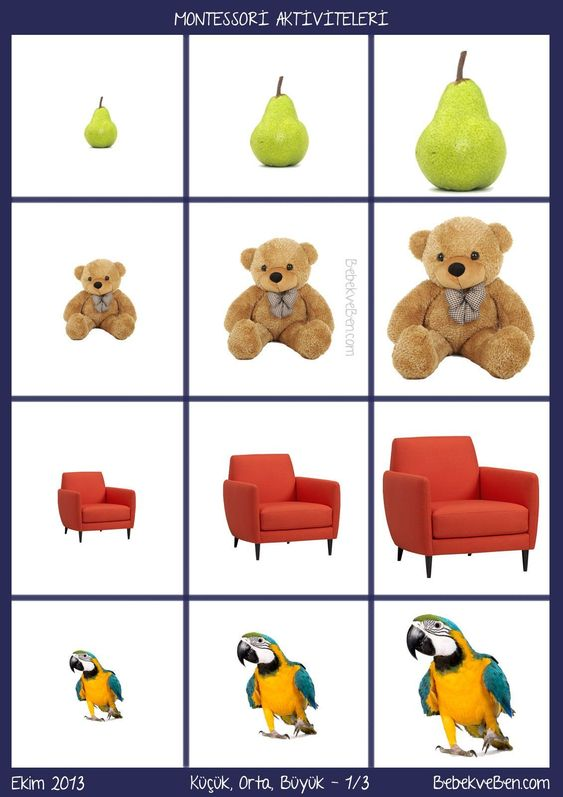 MONTESSORİ AKTİVİTELERİ
BebekveBen.com
Ekim 2013
Küçük, Orta, Büyük - 1/3
BebekveBen.com